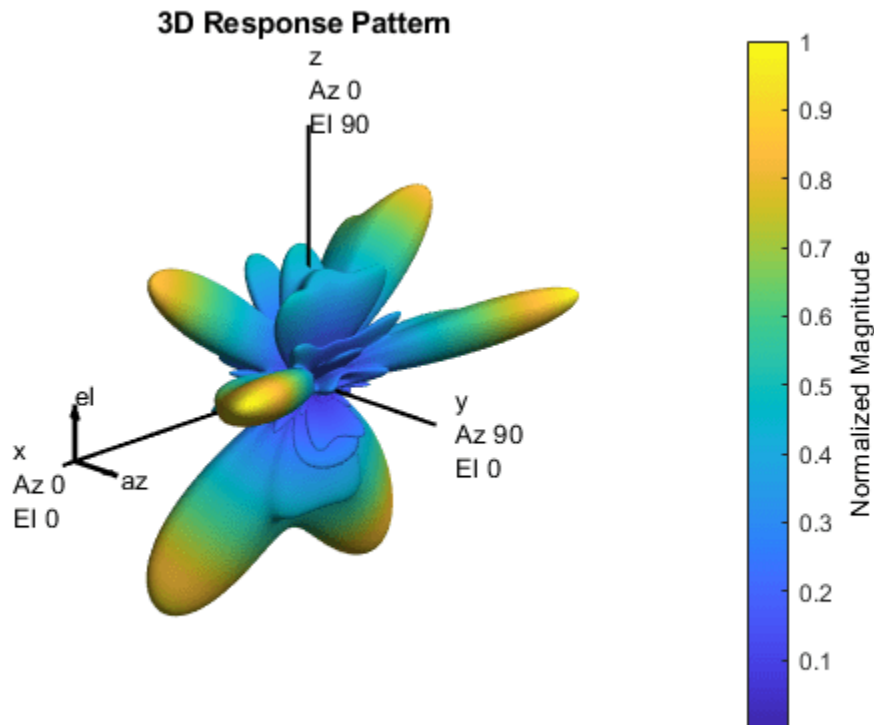 3D Response Pattern
z
Az 0
El 90
el
x
Az 0
El 0
az
y
Az 90
El 0
1
0.9
0.8
0.7
0.6
0.5
0.4
0.3
0.2
0.1
Normalized Magnitude